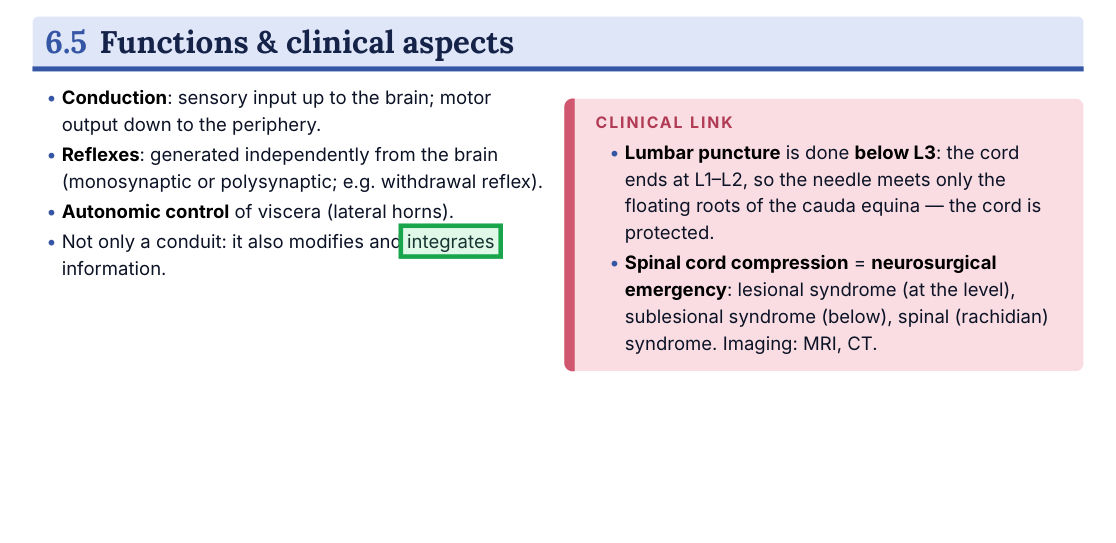 6.5 Functions & clinical aspects
• Conduction: sensory input up to the brain; motor
output down to the periphery.
• Reflexes: generated independently from the brain
(monosynaptic or polysynaptic; e.g. withdrawal reflex).
• Autonomic control of viscera (lateral horns).
• Not only a conduit: it also modifies and integrates
information.
CLINICAL LINK
• Lumbar puncture is done below L3: the cord
ends at L1–L2, so the needle meets only the
floating roots of the cauda equina — the cord is
protected.
• Spinal cord compression = neurosurgical
emergency: lesional syndrome (at the level),
sublesional syndrome (below), spinal (rachidian)
syndrome. Imaging: MRI, CT.